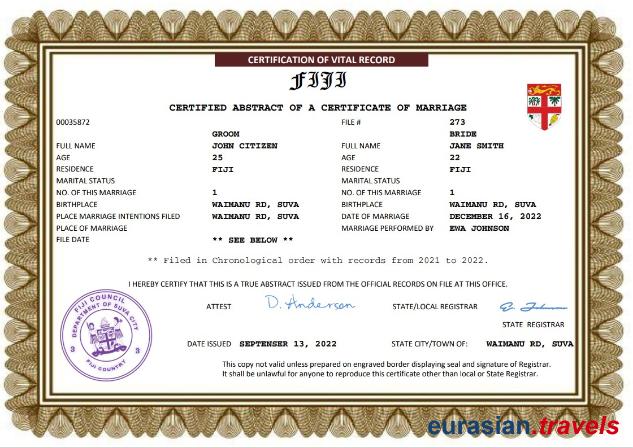 CERTIFICATION OF VITAL RECORD
FIJI
CERTIFIED ABSTRACT OF A CERTIFICATE OF MARRIAGE
00035872 FILE # 273
GROOM BRIDE
FULL NAME JOHN CITIZEN FULL NAME JANE SMITH
AGE 25 AGE 22
RESIDENCE FIJI RESIDENCE FIJI
MARITAL STATUS MARITAL STATUS
NO. OF THIS MARRIAGE 1 NO. OF THIS MARRIAGE 1
BIRTHPLACE WAIMANU RD, SUVA BIRTHPLACE WAIMANU RD, SUVA
PLACE MARRIAGE INTENTIONS FILED WAIMANU RD, SUVA DATE OF MARRIAGE DECEMBER 16, 2022
PLACE OF MARRIAGE MARRIAGE PERFORMED BY EWA JOHNSON
FILE DATE ** SEE BELOW **
** Filed in Chronological order with records from 2021 to 2022.
I HEREBY CERTIFY THAT THIS IS A TRUE ABSTRACT ISSUED FROM THE OFFICIAL RECORDS ON FILE AT THIS OFFICE.
FIJI COUNCIL
DEPARTMENT OF SUVA CITY
3 3
FIJI COUNTRY
ATTEST D. Andersen STATE/LOCAL REGISTRAR
STATE REGISTRAR
DATE ISSUED SEPTENSER 13, 2022 STATE CITY/TOWN OF: WAIMANU RD, SUVA
This copy not valid unless prepared on engraved border displaying seal and signature of Registrar.
It shall be unlawful for anyone to reproduce this certificate other than local or State Registrar.
eurasian.travels